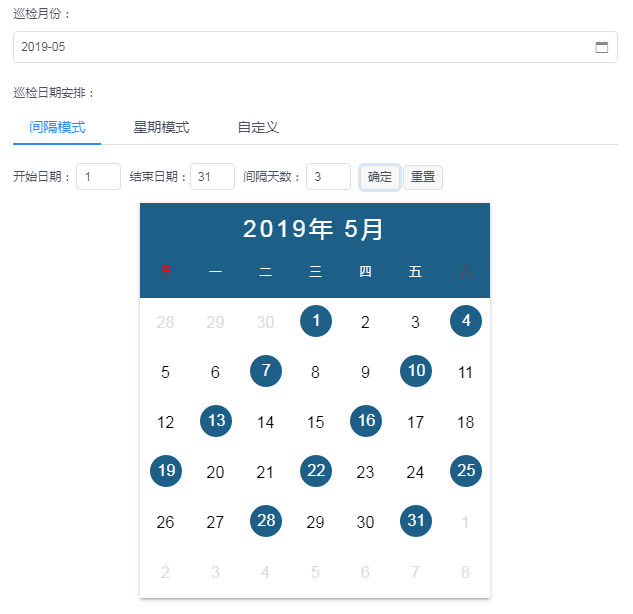 巡检月份：
2019-05
巡检日期安排：
间隔模式 星期模式 自定义
开始日期： 1 结束日期： 31 间隔天数： 3 确定 重置
2019年 5月
日 一 二 三 四 五 六
28 29 30 1 2 3 4
5 6 7 8 9 10 11
12 13 14 15 16 17 18
19 20 21 22 23 24 25
26 27 28 29 30 31 1
2 3 4 5 6 7 8